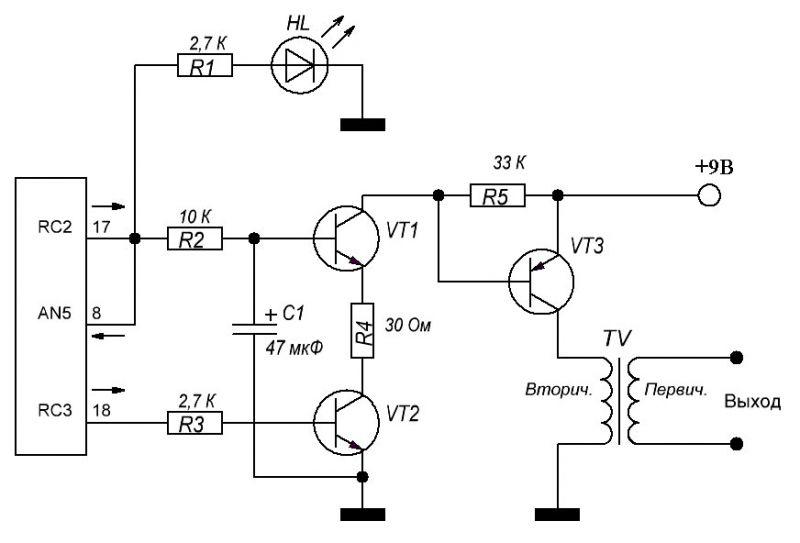 HL
2,7 К
R1
33 К
+9В
R5
RC2
17
10 К
R2
VT1
VT3
AN5
8
+ C1
47 мкФ
R4
30 Ом
TV
Вторич.
Первич.
Выход
RC3
18
2,7 К
R3
VT2